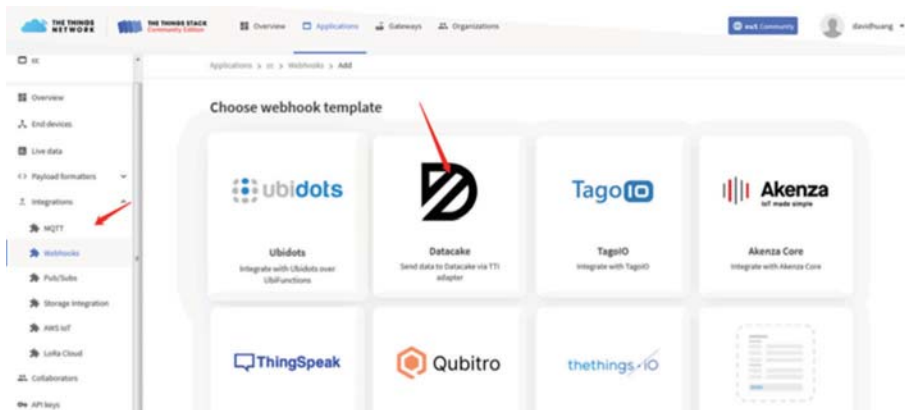 THE THINGS NETWORK
THE THINGS STACK
Community Edition
Overview
Applications
Gateways
Organizations
eu1 Community
davidhuang
cc
Applications > cc > Webhooks > Add
Overview
End devices
Live data
Payload formatters
Integrations
MQTT
Webhooks
Pub/Subs
Storage Integration
AWS IoT
LoRa Cloud
Collaborators
API keys
Choose webhook template
ubidots
Ubidots
Integrate with Ubidots over
UbiFunctions
Datacake
Send data to Datacake via TTI
adapter
TagoIO
TagoIO
Integrate with TagoIO
Akenza
IoT made simple
Akenza Core
Integrate with Akenza Core
ThingSpeak
Qubitro
thethings.iO